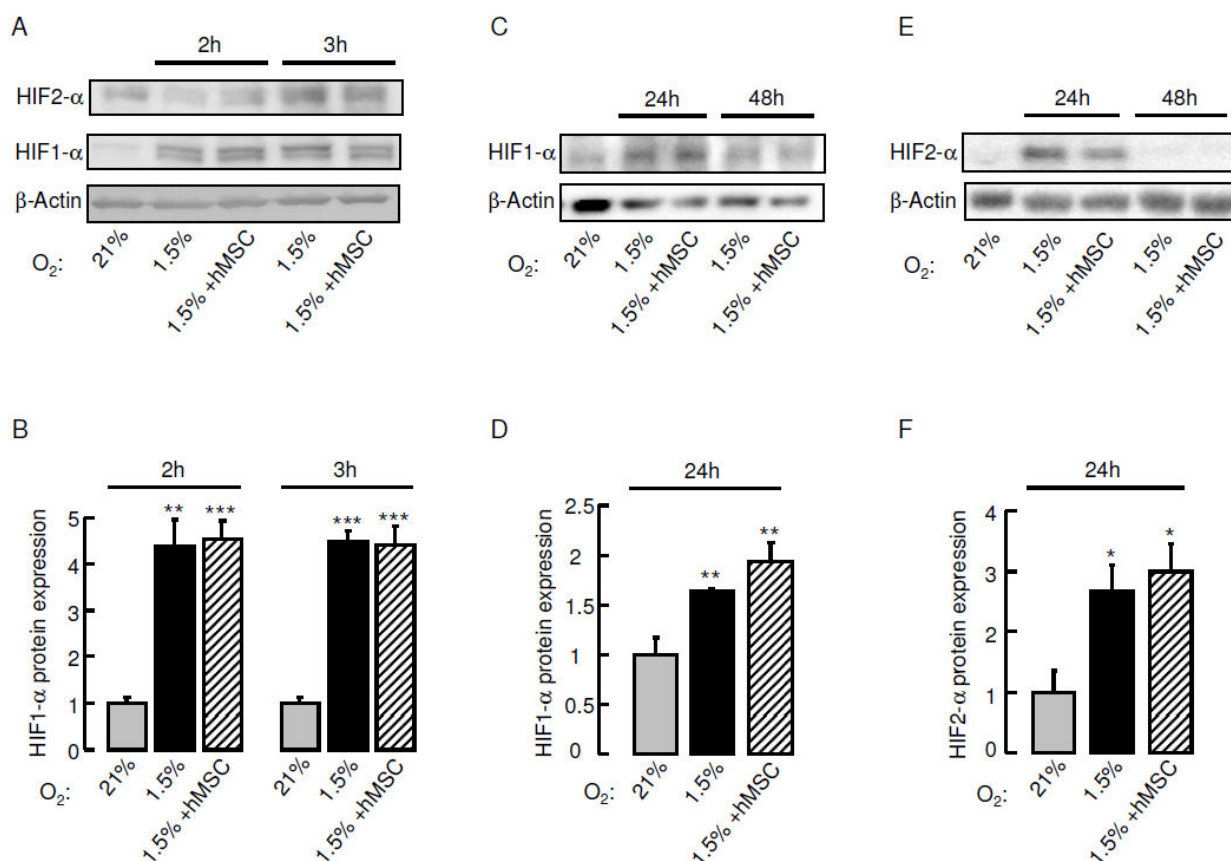 A
2h 3h
HIF2-α
HIF1-α
β-Actin
O2: 21% 1.5% 1.5% +hMSC 1.5% 1.5% +hMSC
C
24h 48h
HIF1-α
β-Actin
O2: 21% 1.5% 1.5% +hMSC 1.5% 1.5% +hMSC
E
24h 48h
HIF2-α
β-Actin
O2: 21% 1.5% 1.5% +hMSC 1.5% 1.5% +hMSC
B
2h 3h
HIF1-α protein expression
5
4
3
2
1
0
** *** *** ***
O2: 21% 1.5% 1.5% +hMSC 21% 1.5% 1.5% +hMSC
D
24h
HIF1-α protein expression
2.5
2
1.5
1
0.5
0
** **
O2: 21% 1.5% 1.5% +hMSC
F
24h
HIF2-α protein expression
4
3
2
1
0
* *
O2: 21% 1.5% 1.5% +hMSC